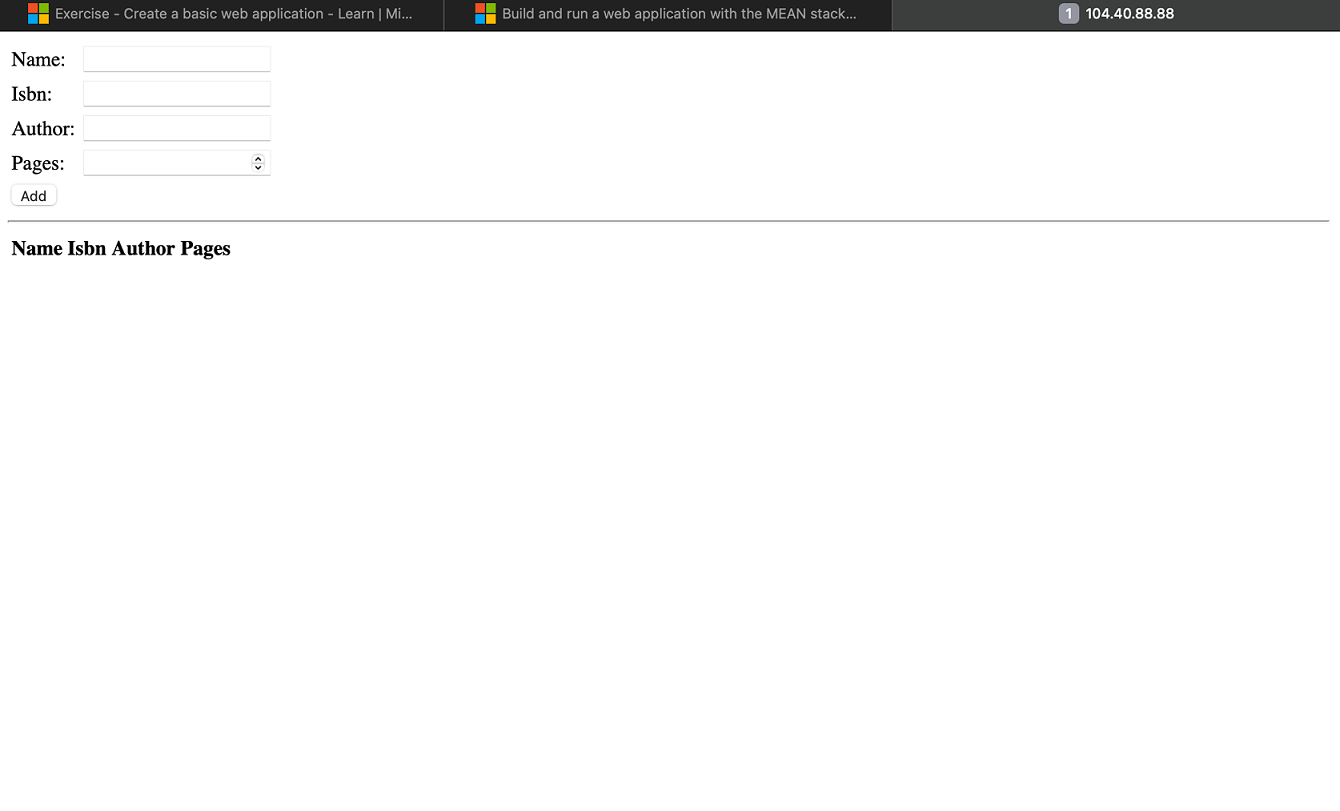 Exercise - Create a basic web application - Learn | Mi...
Build and run a web application with the MEAN stack...
1 104.40.88.88
Name:
Isbn:
Author:
Pages:
Add
Name Isbn Author Pages